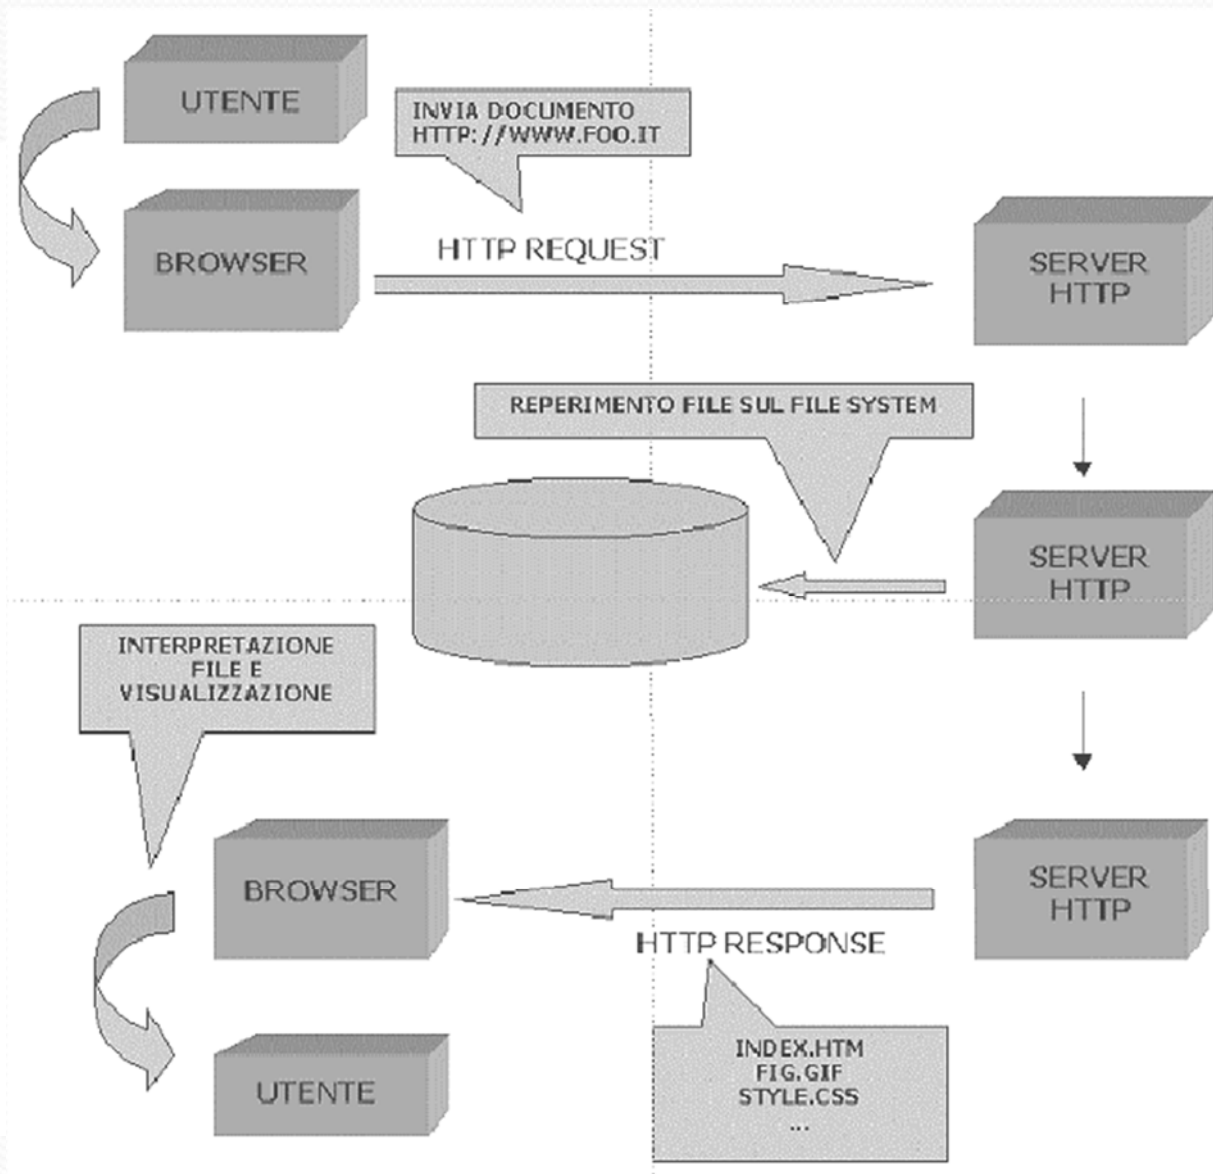 UTENTE
INVIA DOCUMENTO
HTTP://WWW.FOO.IT
BROWSER
HTTP REQUEST
SERVER
HTTP
REPERIMENTO FILE SUL FILE SYSTEM
SERVER
HTTP
INTERPRETAZIONE
FILE E
VISUALIZZAZIONE
BROWSER
SERVER
HTTP
HTTP RESPONSE
INDEX.HTM
FIG.GIF
STYLE.CSS
...
UTENTE